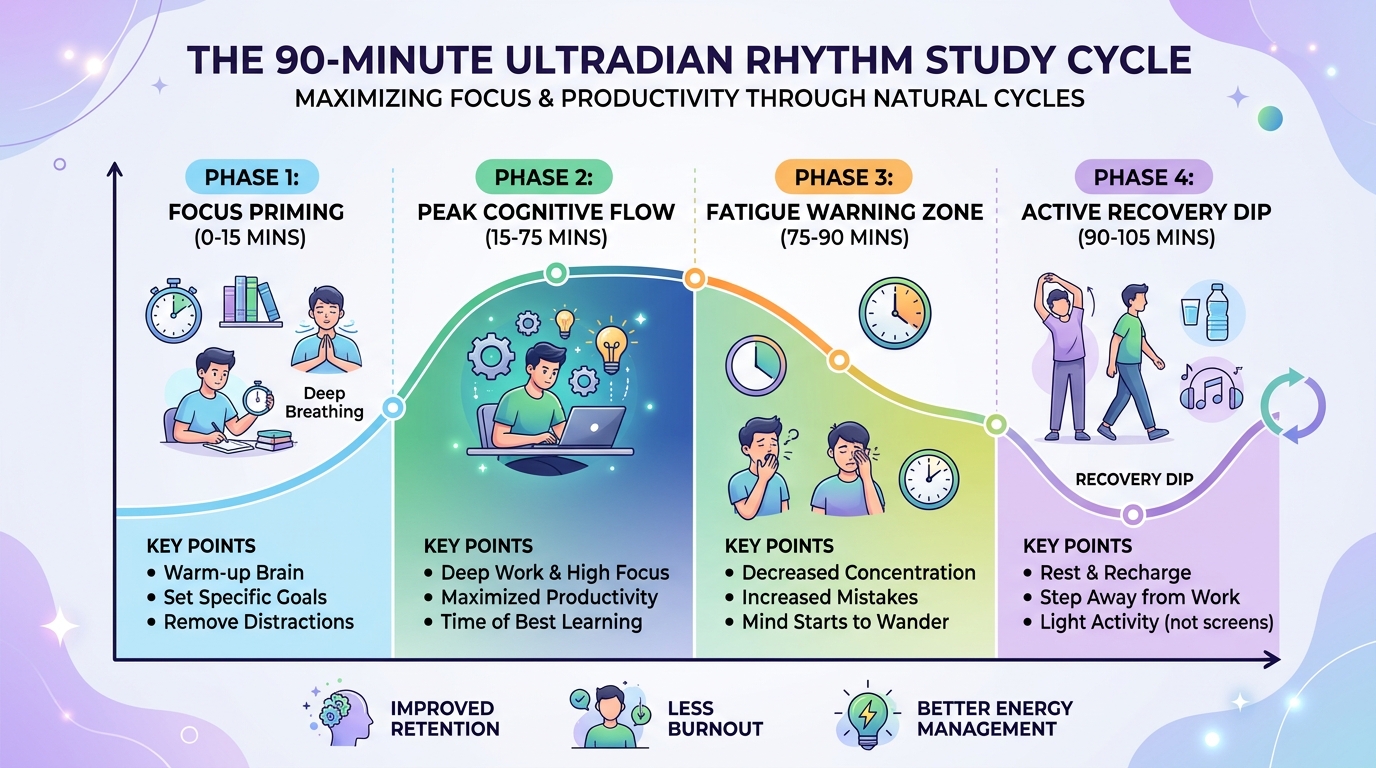 THE 90-MINUTE ULTRADIAN RHYTHM STUDY CYCLE
MAXIMIZING FOCUS & PRODUCTIVITY THROUGH NATURAL CYCLES
PHASE 1:
FOCUS PRIMING
(0-15 MINS)
Deep
Breathing
KEY POINTS
• Warm-up Brain
• Set Specific Goals
• Remove Distractions
PHASE 2:
PEAK COGNITIVE FLOW
(15-75 MINS)
KEY POINTS
• Deep Work & High Focus
• Maximized Productivity
• Time of Best Learning
PHASE 3:
FATIGUE WARNING ZONE
(75-90 MINS)
?
KEY POINTS
• Decreased Concentration
• Increased Mistakes
• Mind Starts to Wander
PHASE 4:
ACTIVE RECOVERY DIP
(90-105 MINS)
RECOVERY DIP
KEY POINTS
• Rest & Recharge
• Step Away from Work
• Light Activity (not screens)
IMPROVED
RETENTION
LESS
BURNOUT
BETTER ENERGY
MANAGEMENT